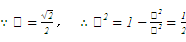 ∵ □ = √2/2, ∴ □² = 1 - □²/□² = 1/2